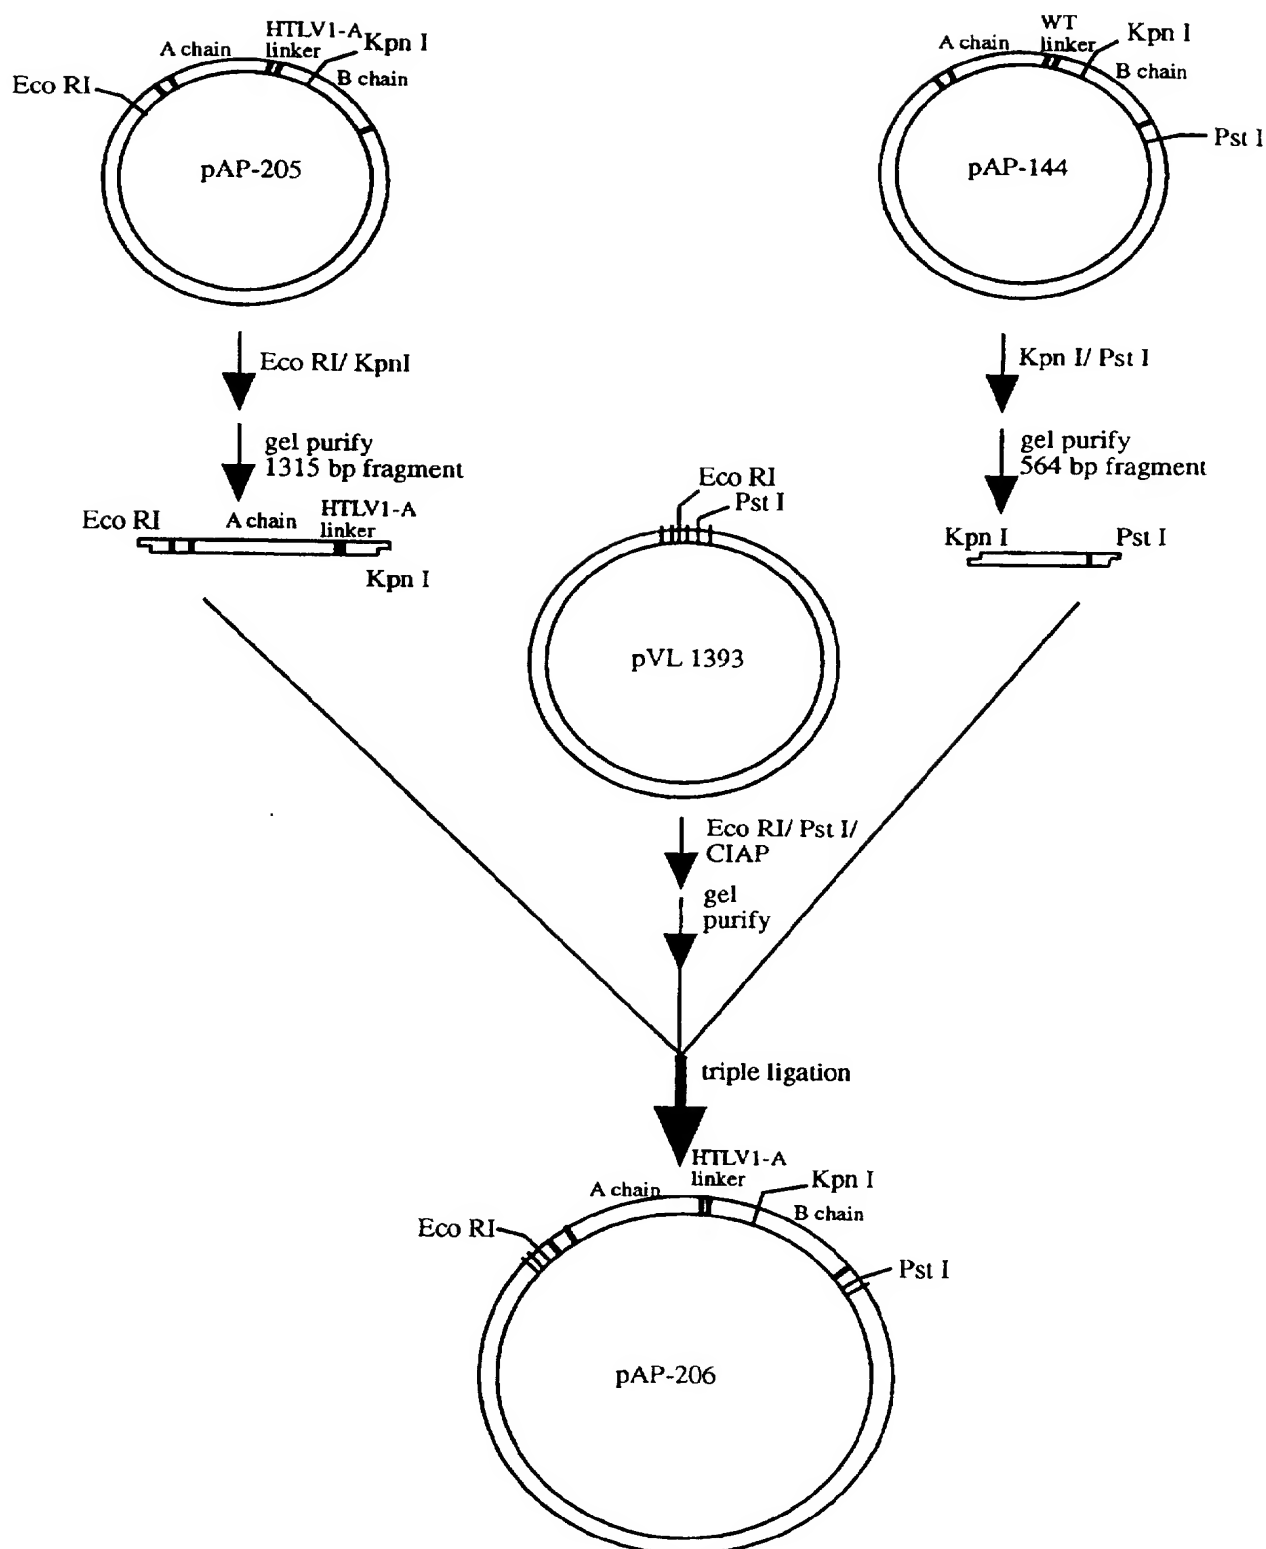 HTLV1-A
linker
A chain
Kpn I
B chain
Eco RI
pAP-205
Eco RI/ KpnI
gel purify
1315 bp fragment
Eco RI
A chain
HTLV1-A
linker
Kpn I
WT
linker
A chain
Kpn I
B chain
Pst I
pAP-144
Kpn I/ Pst I
gel purify
564 bp fragment
Kpn I
Pst I
Eco RI
Pst I
pVL 1393
Eco RI/ Pst I/
CIAP
gel
purify
triple ligation
HTLV1-A
linker
A chain
Kpn I
B chain
Eco RI
Pst I
pAP-206